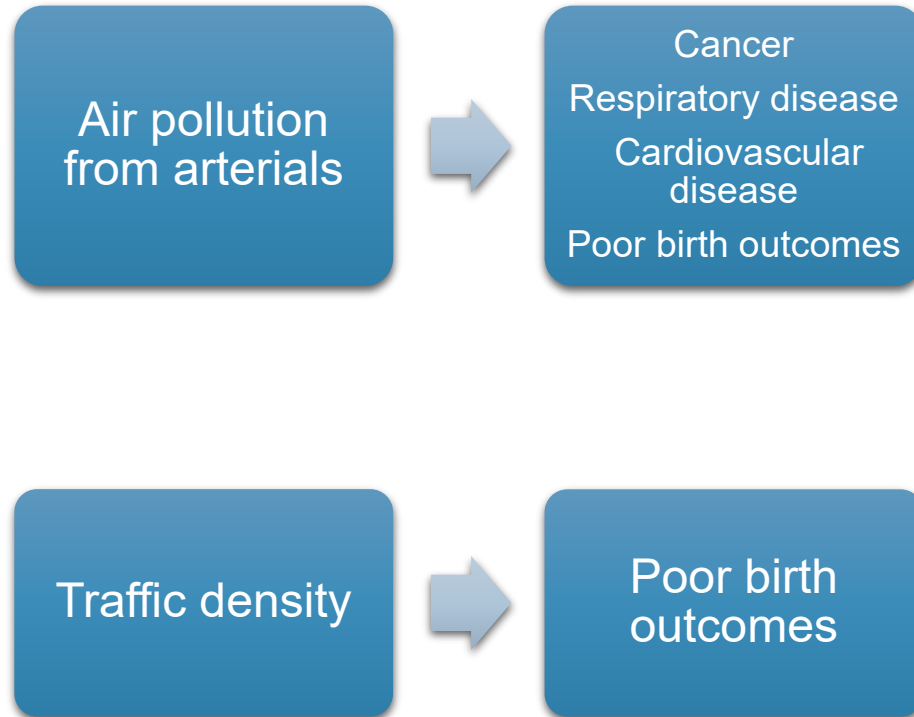 Air pollution
from arterials
Cancer
Respiratory disease
Cardiovascular
disease
Poor birth outcomes
Traffic density
Poor birth
outcomes